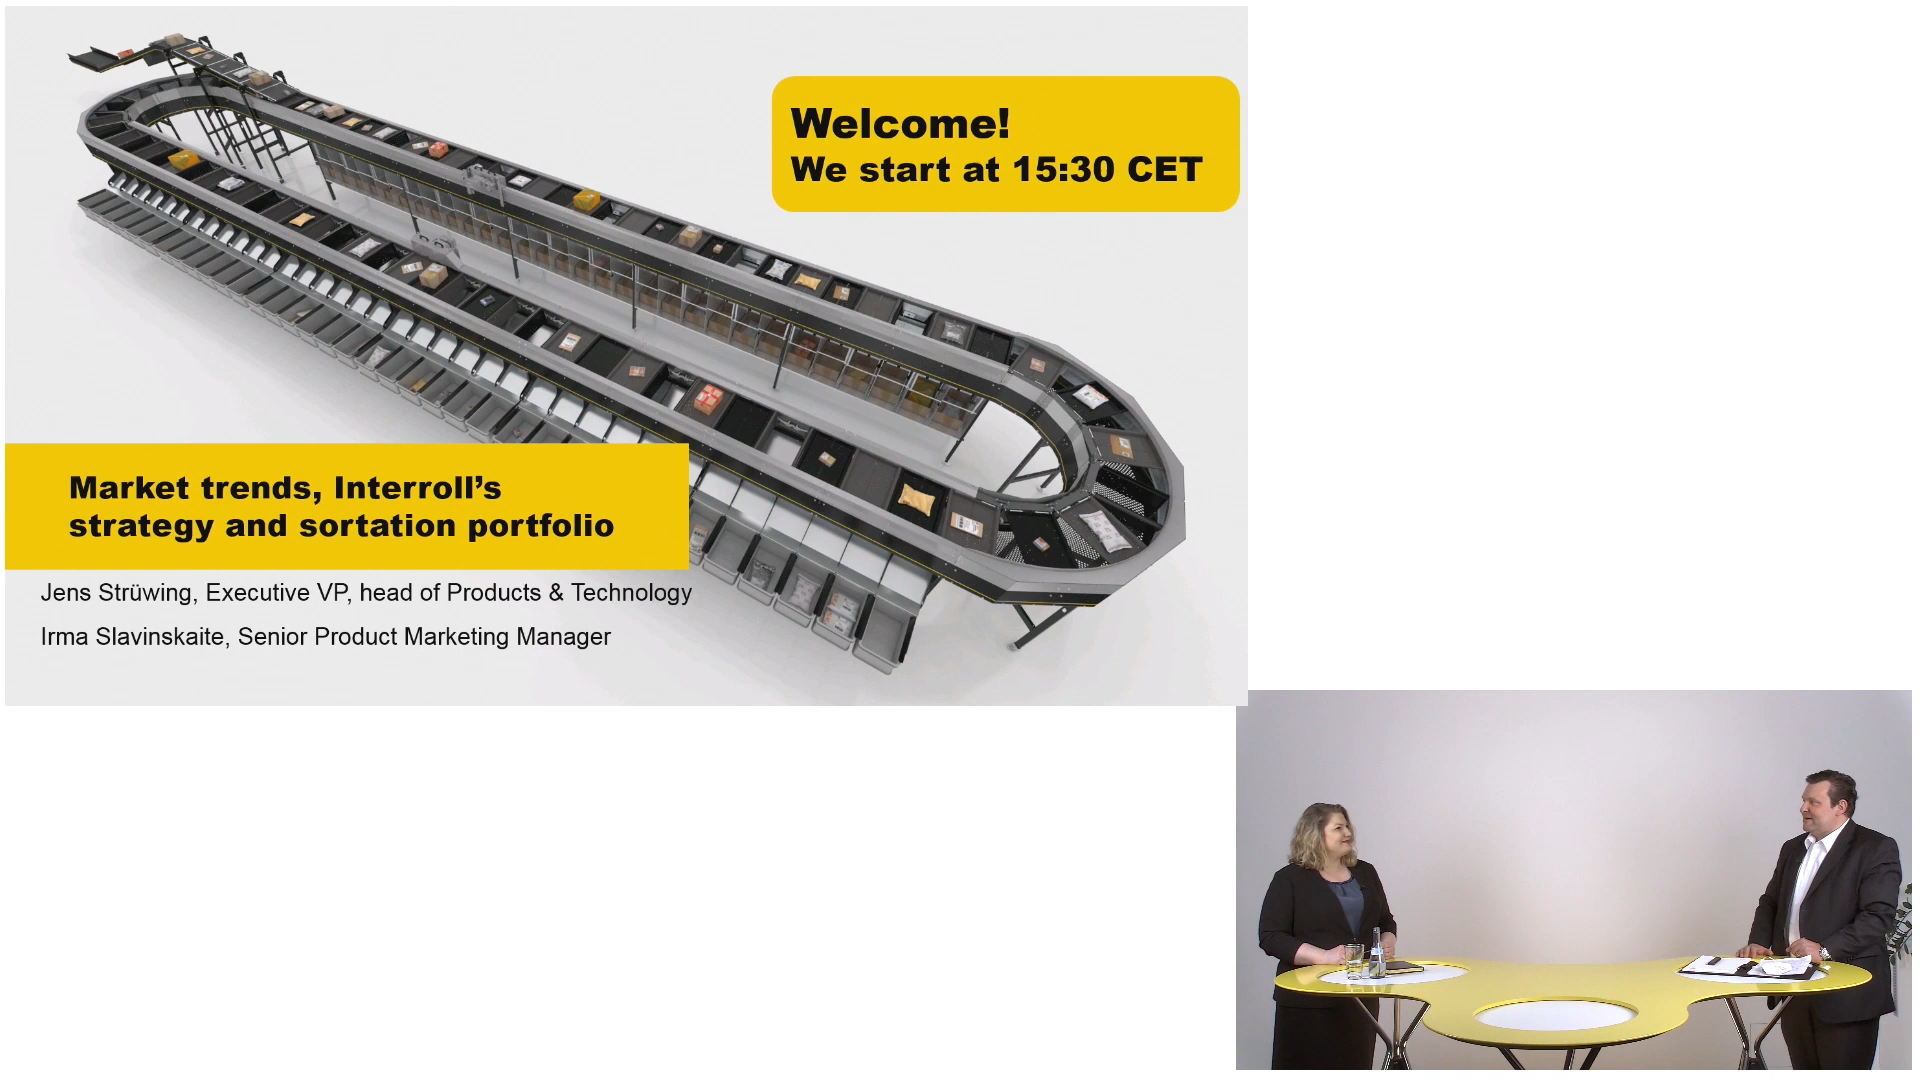 Welcome!
We start at 15:30 CET
Market trends, Interroll’s
strategy and sortation portfolio
Jens Strüwing, Executive VP, head of Products & Technology
Irma Slavinskaite, Senior Product Marketing Manager